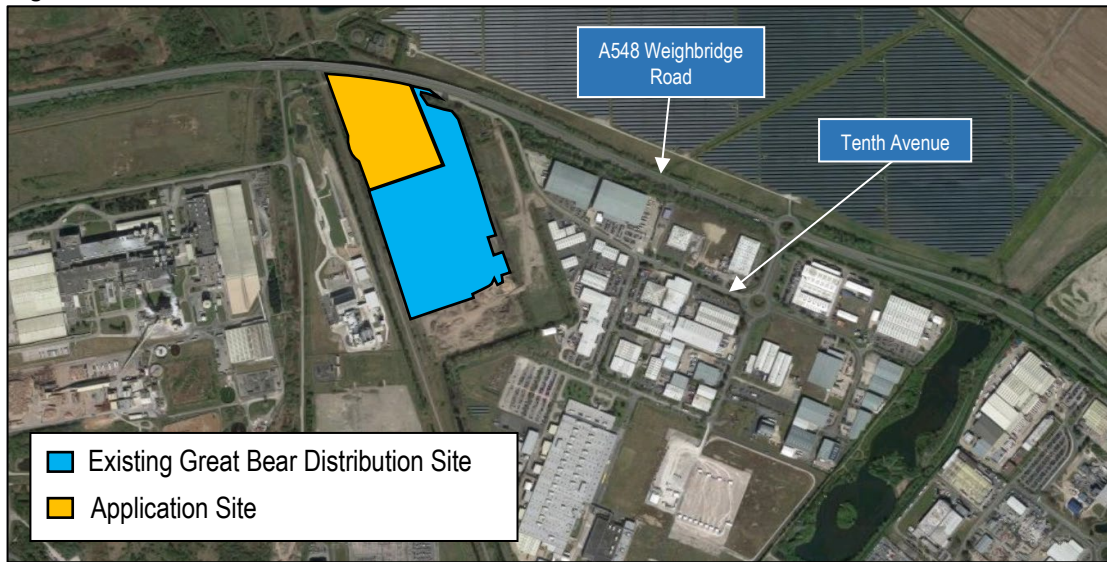 A548 Weighbridge
Road
Tenth Avenue
Existing Great Bear Distribution Site
Application Site